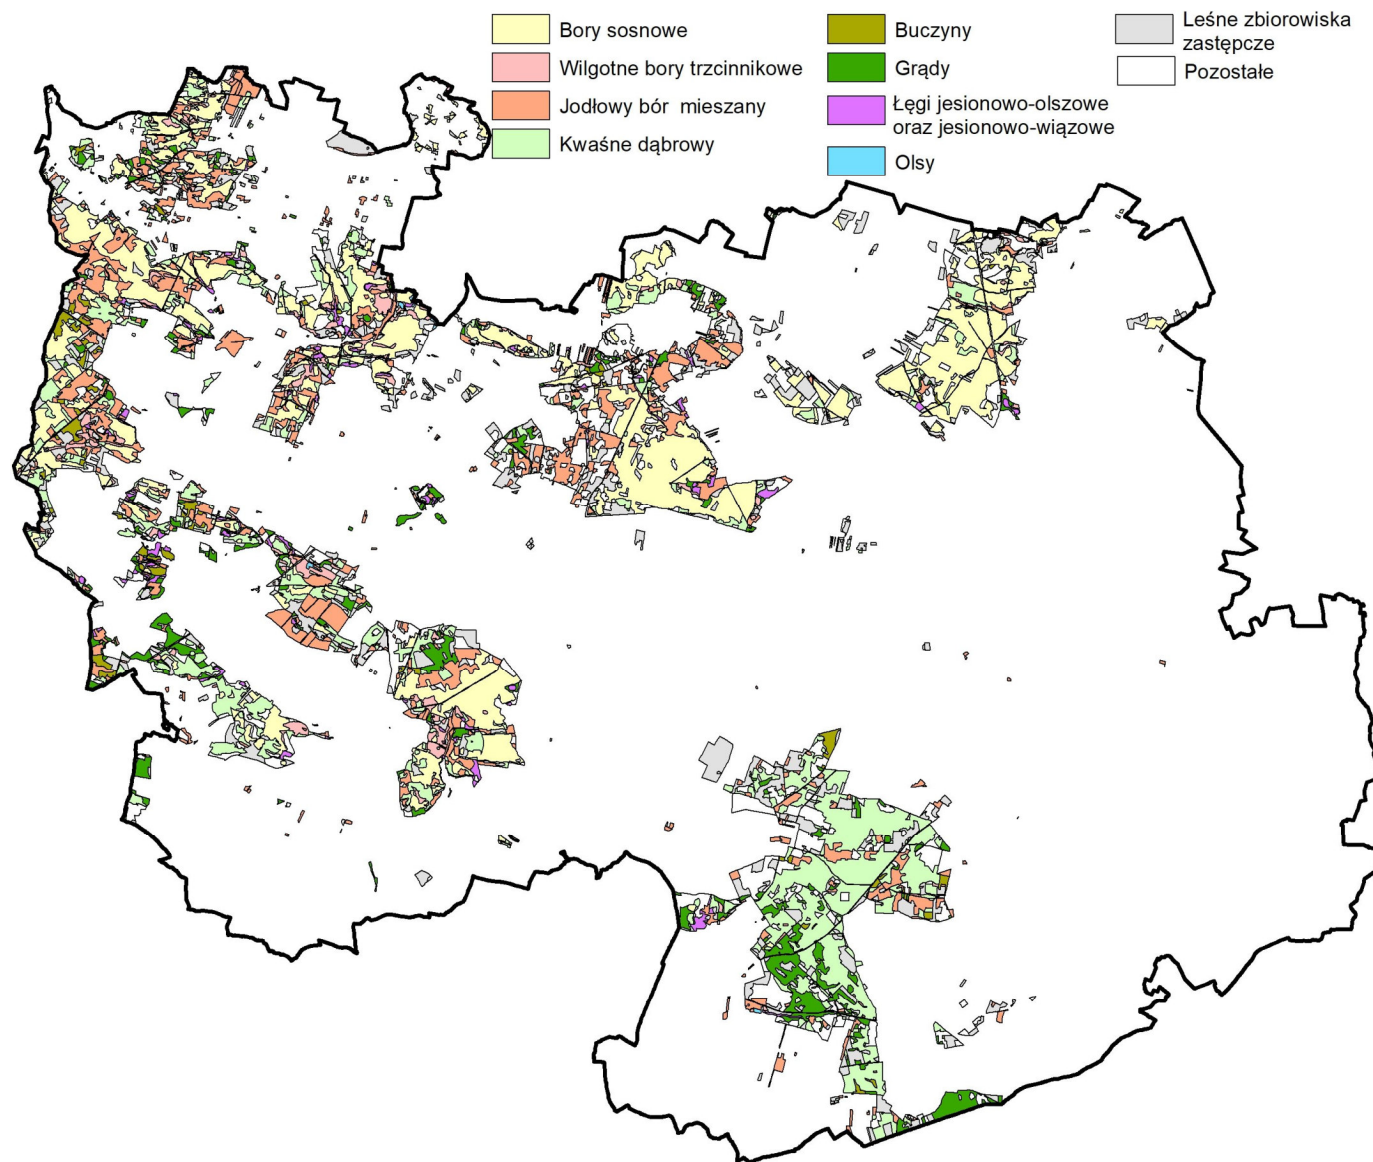 Bory sosnowe
Wilgotne bory trzcinnikowe
Jodłowy bór mieszany
Kwaśne dąbrowy
Buczyny
Grądy
Łęgi jesionowo-olszowe
oraz jesionowo-wiązowe
Olsy
Leśne zbiorowiska
zastępcze
Pozostałe